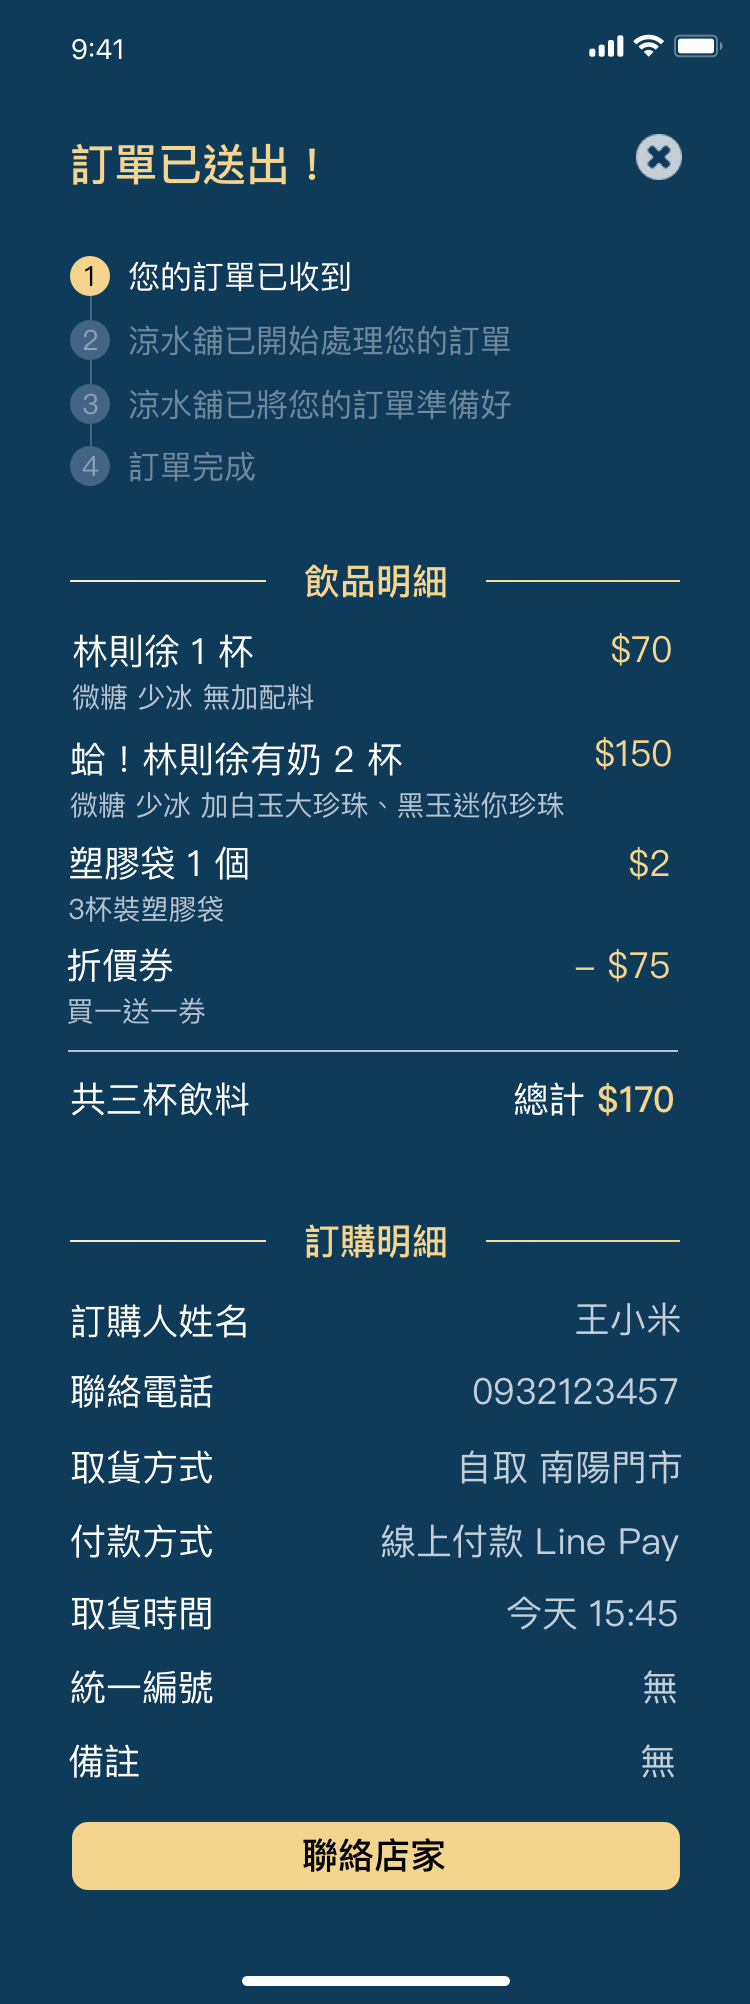 9:41
訂單已送出！
1 您的訂單已收到
2 涼水舖已開始處理您的訂單
3 涼水舖已將您的訂單準備好
4 訂單完成
飲品明細
林則徐 1 杯 $70
微糖 少冰 無加配料
蛤！林則徐有奶 2 杯 $150
微糖 少冰 加白玉大珍珠、黑玉迷你珍珠
塑膠袋 1 個 $2
3杯裝塑膠袋
折價券 – $75
買一送一券
共三杯飲料 總計 $170
訂購明細
訂購人姓名 王小米
聯絡電話 0932123457
取貨方式 自取 南陽門市
付款方式 線上付款 Line Pay
取貨時間 今天 15:45
統一編號 無
備註 無
聯絡店家